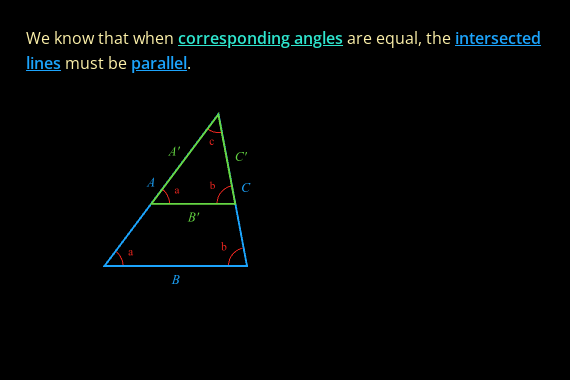 We know that when corresponding angles are equal, the intersected
lines must be parallel.
c
A' C'
A a b C
B'
a b
B